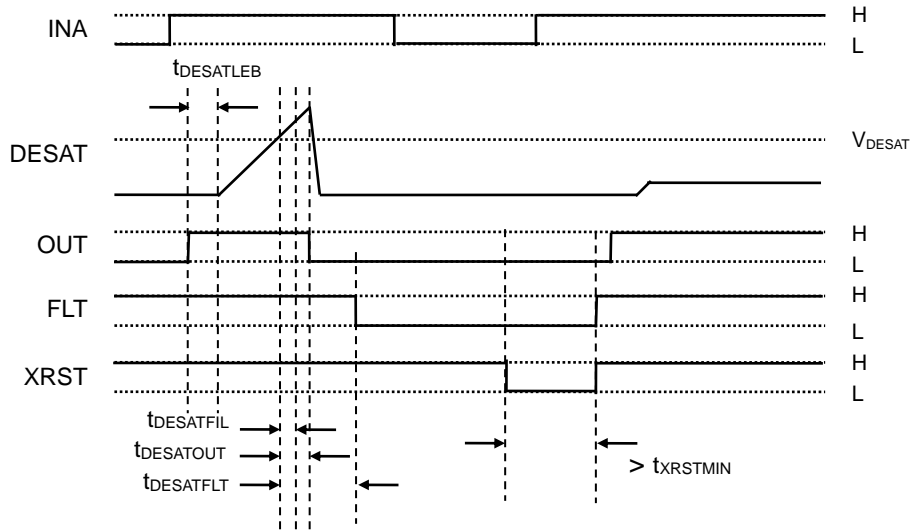 INA
H
L
tDESATLEB
DESAT
VDESAT
OUT
H
L
FLT
H
L
XRST
H
L
tDESATFIL
tDESATOUT
tDESATFLT
> tXRSTMIN